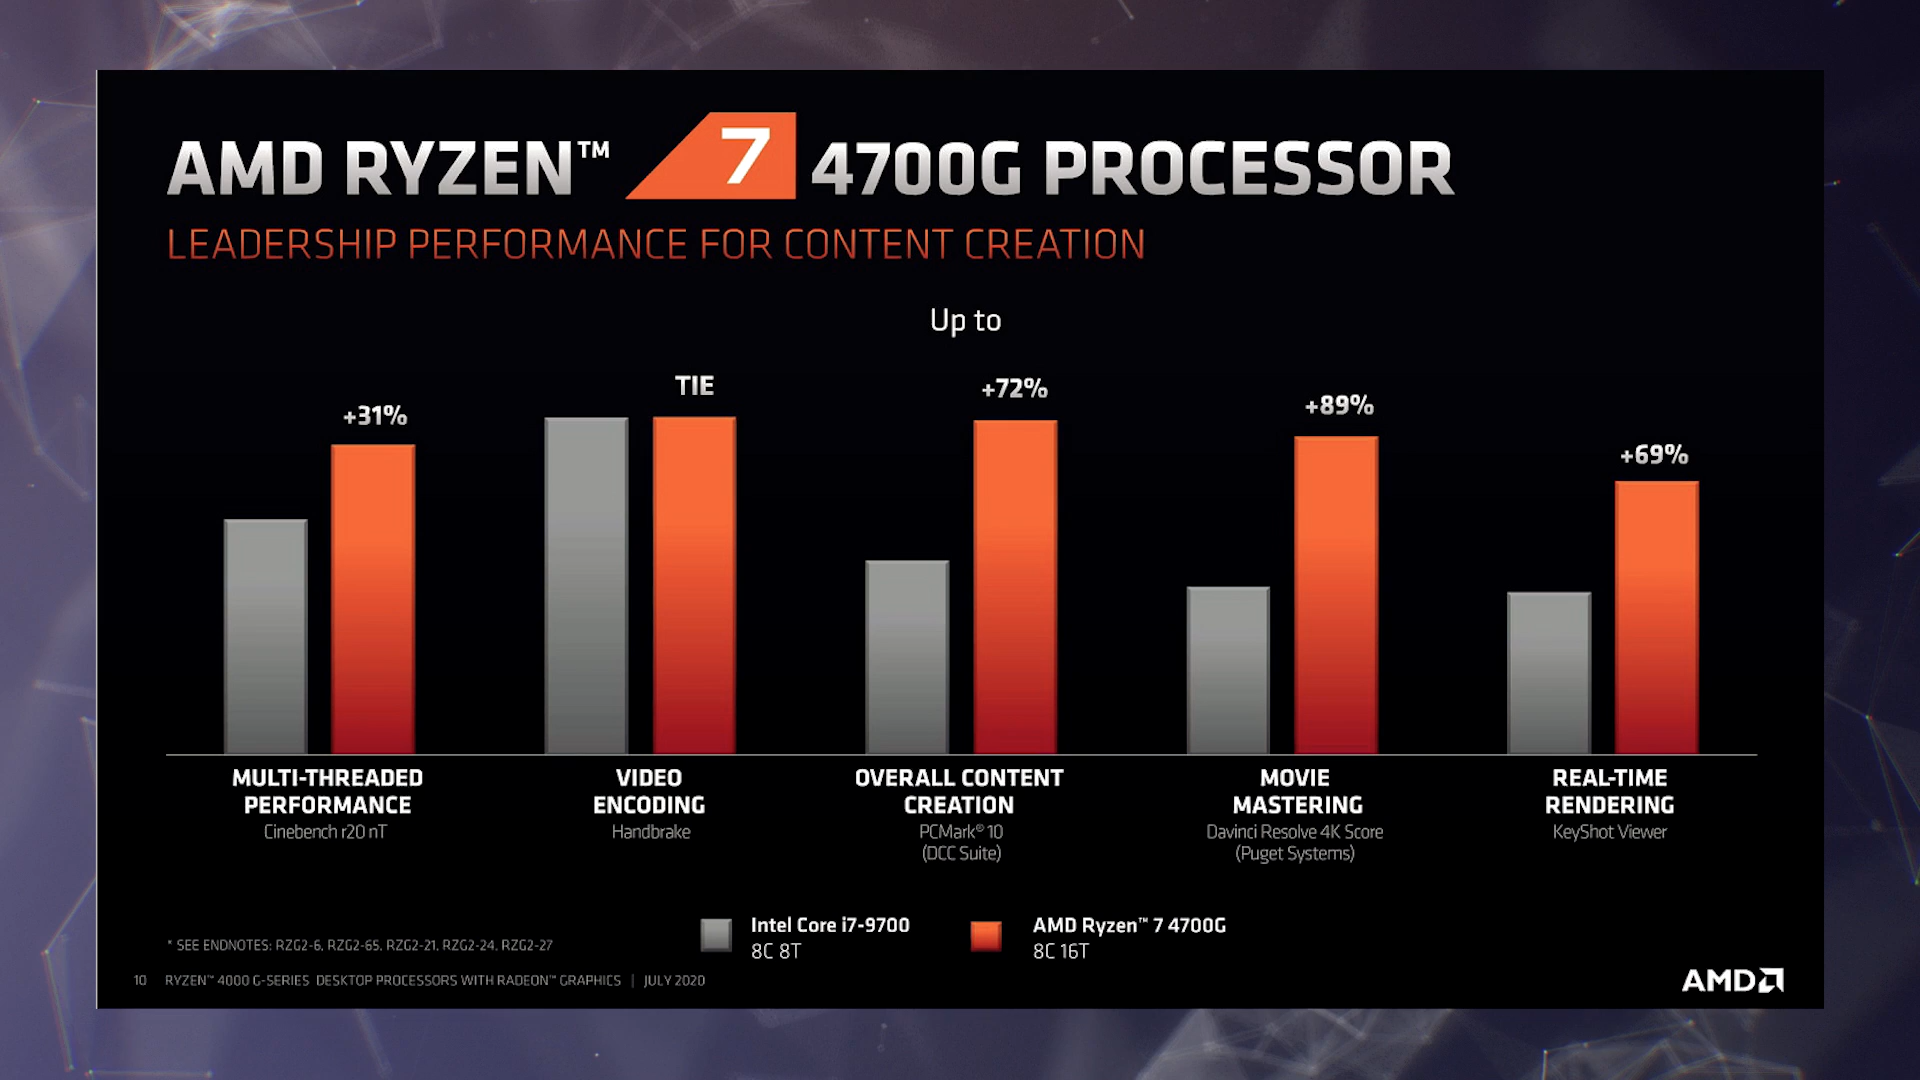 AMD RYZEN™ 7 4700G PROCESSOR
LEADERSHIP PERFORMANCE FOR CONTENT CREATION
Up to
+31%
TIE
+72%
+89%
+69%
MULTI-THREADED
PERFORMANCE
Cinebench r20 nT
VIDEO
ENCODING
Handbrake
OVERALL CONTENT
CREATION
PCMark® 10
(DCC Suite)
MOVIE
MASTERING
Davinci Resolve 4K Score
(Puget Systems)
REAL-TIME
RENDERING
KeyShot Viewer
Intel Core i7-9700
8C 8T
AMD Ryzen™ 7 4700G
8C 16T
* SEE ENDNOTES: RZG2-6, RZG2-65, RZG2-21, RZG2-24, RZG2-27
10 RYZEN™ 4000 G-SERIES DESKTOP PROCESSORS WITH RADEON™ GRAPHICS | JULY 2020
AMD